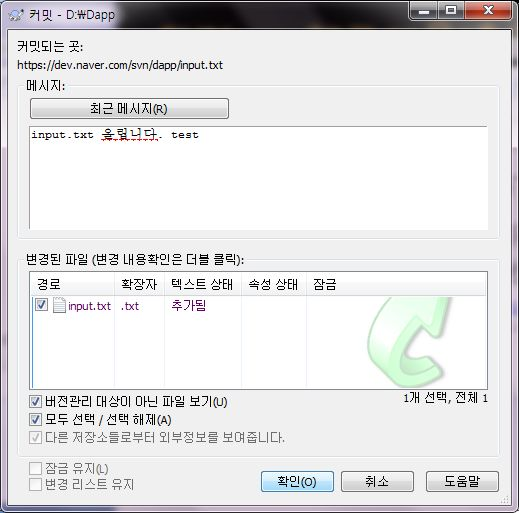 커밋 - D:\Dapp
커밋되는 곳:
https://dev.naver.com/svn/dapp/input.txt
메시지:
최근 메시지(R)
input.txt 올립니다. test
변경된 파일 (변경 내용확인은 더블 클릭):
경로 확장자 텍스트 상태 속성 상태 잠금
input.txt .txt 추가됨
버전관리 대상이 아닌 파일 보기(U)
1개 선택, 전체 1
모두 선택 / 선택 해제(A)
다른 저장소들로부터 외부정보를 보여줍니다.
잠금 유지(L)
변경 리스트 유지
확인(O) 취소 도움말